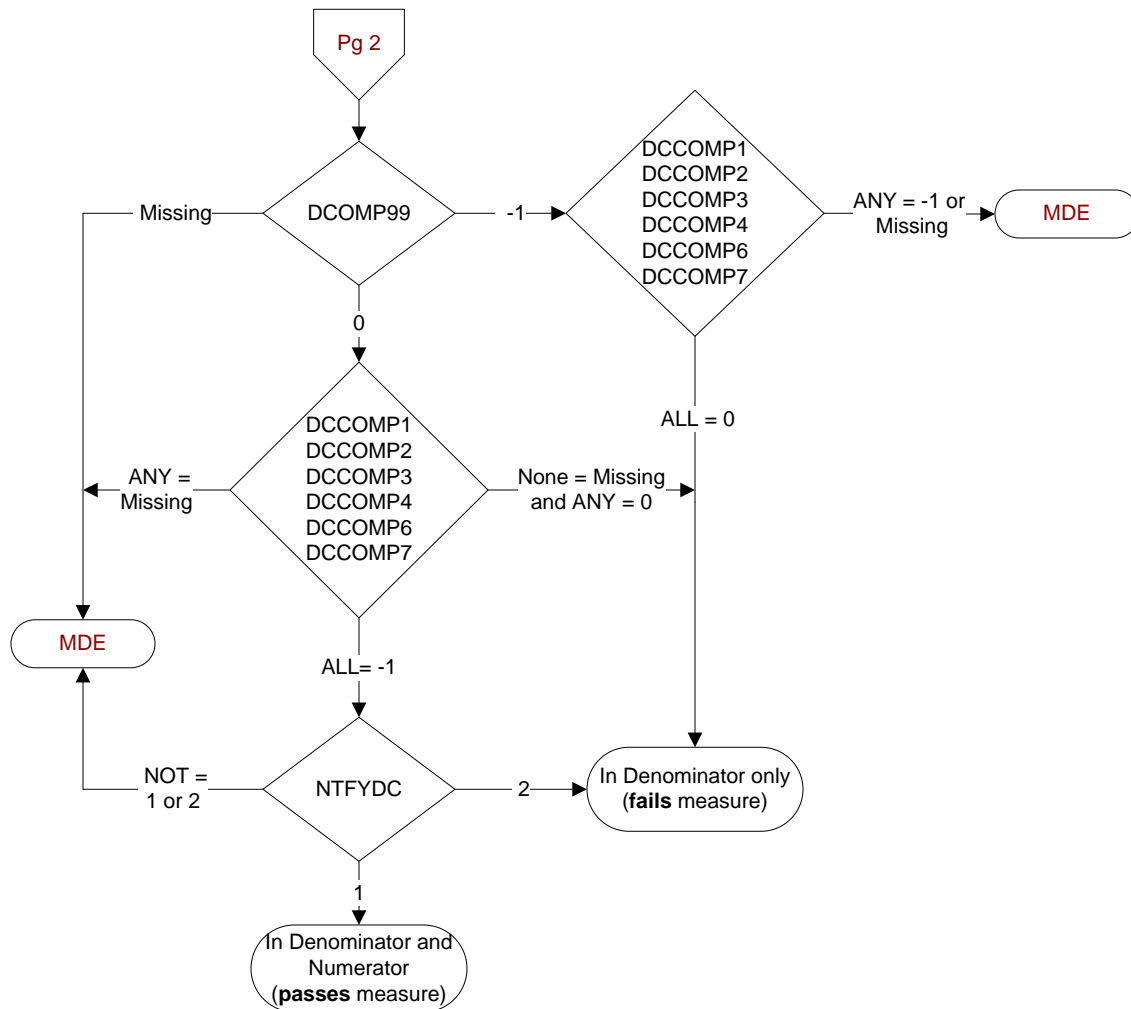 Pg 2
DCOMP99
Missing
-1
DCCOMP1
DCCOMP2
DCCOMP3
DCCOMP4
DCCOMP6
DCCOMP7
ANY = -1 or
Missing
MDE
0
ALL = 0
DCCOMP1
DCCOMP2
DCCOMP3
DCCOMP4
DCCOMP6
DCCOMP7
ANY =
Missing
None = Missing
and ANY = 0
MDE
ALL= -1
NTFYDC
NOT =
1 or 2
2
In Denominator only
(fails measure)
1
In Denominator and
Numerator
(passes measure)